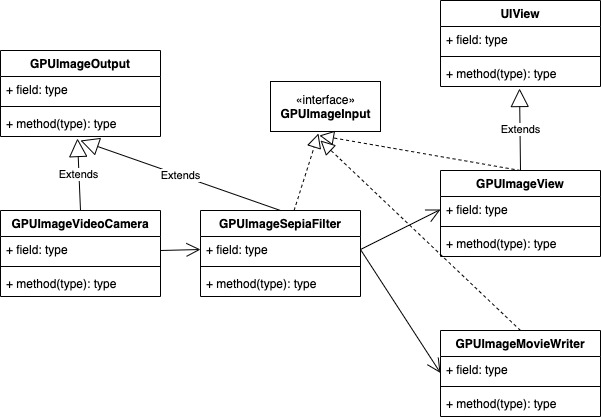 UIView
+ field: type
+ method(type): type
GPUImageOutput
+ field: type
+ method(type): type
«interface»
GPUImageInput
Extends
Extends
Extends
GPUImageView
+ field: type
+ method(type): type
GPUImageVideoCamera
+ field: type
+ method(type): type
GPUImageSepiaFilter
+ field: type
+ method(type): type
GPUImageMovieWriter
+ field: type
+ method(type): type